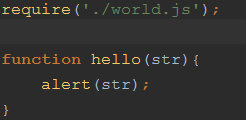 require('./world.js');
function hello(str){
    alert(str);
}